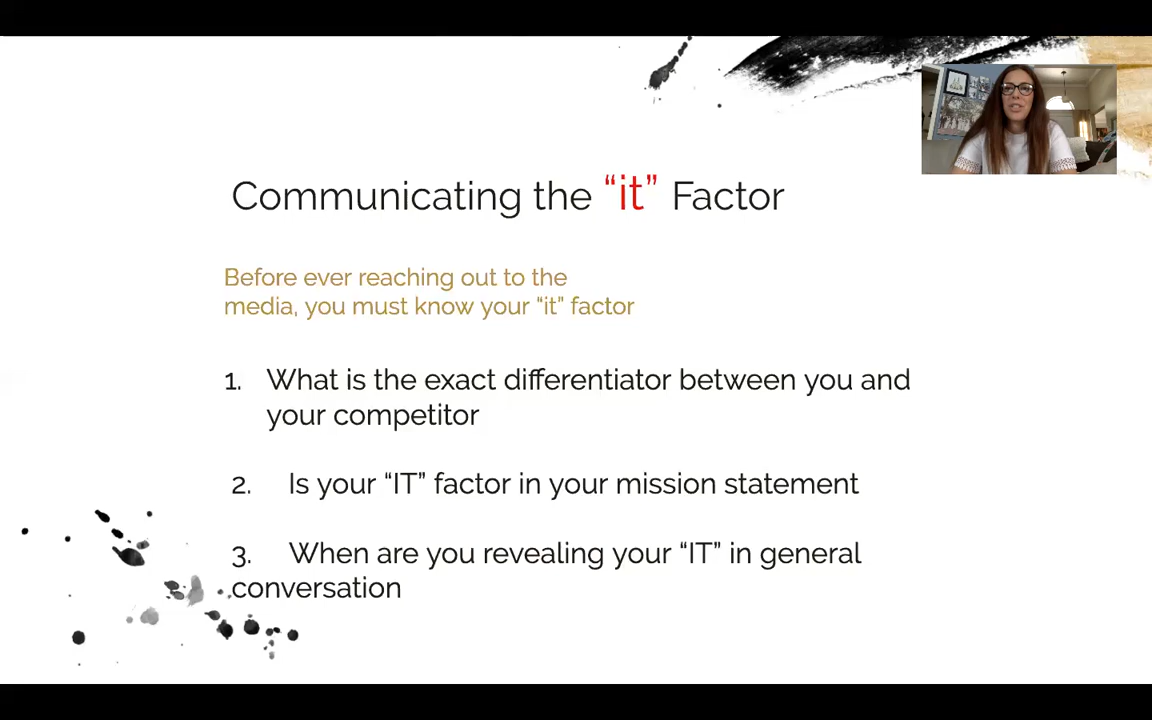 Communicating the “it” Factor
Before ever reaching out to the
media, you must know your “it” factor
1. What is the exact differentiator between you and
your competitor
2. Is your “IT” factor in your mission statement
3. When are you revealing your “IT” in general
conversation